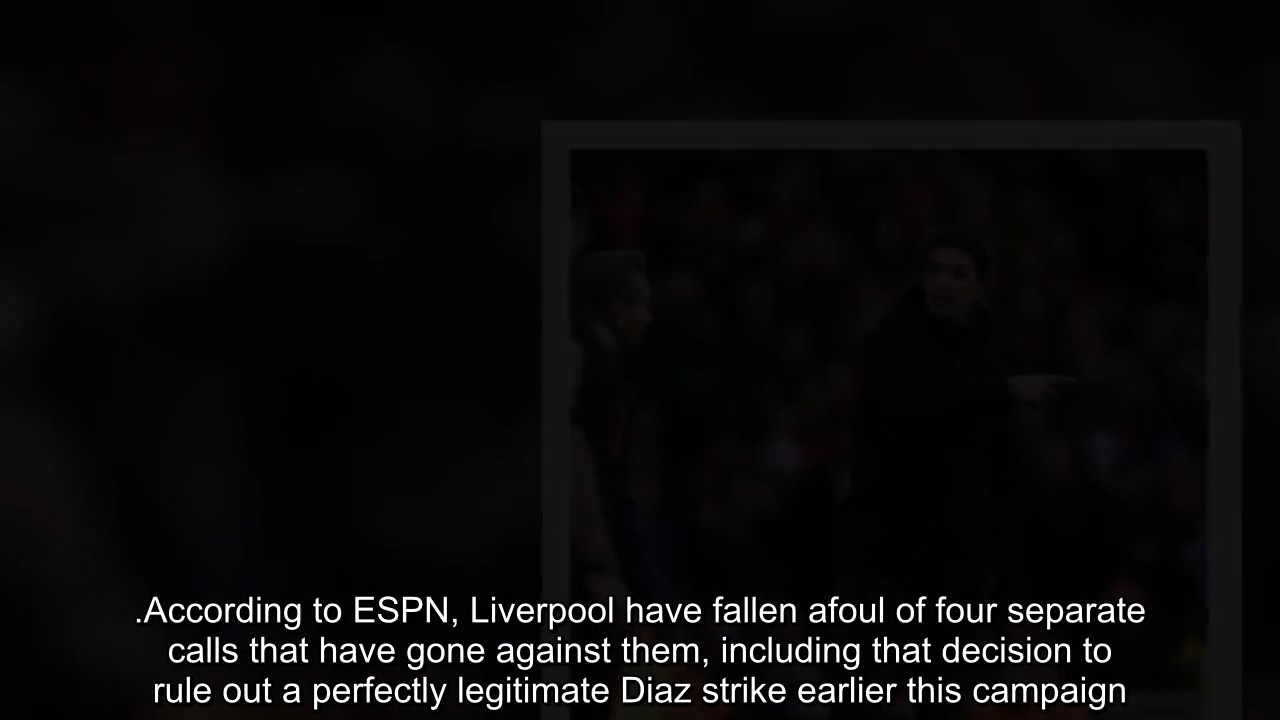 .According to ESPN, Liverpool have fallen afoul of four separate
calls that have gone against them, including that decision to
rule out a perfectly legitimate Diaz strike earlier this campaign